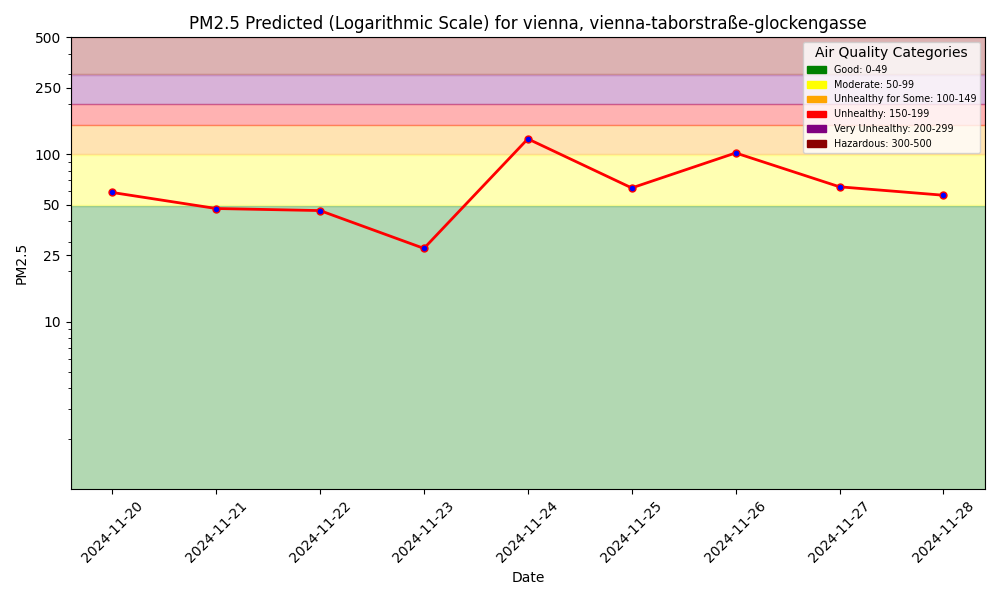 PM2.5 Predicted (Logarithmic Scale) for vienna, vienna-taborstraße-glockengasse
Air Quality Categories
Good: 0-49
Moderate: 50-99
Unhealthy for Some: 100-149
Unhealthy: 150-199
Very Unhealthy: 200-299
Hazardous: 300-500
500
250
100
50
25
10
PM2.5
2024-11-20
2024-11-21
2024-11-22
2024-11-23
2024-11-24
2024-11-25
2024-11-26
2024-11-27
2024-11-28
Date